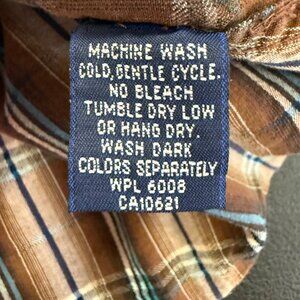 MACHINE WASH
COLD, GENTLE CYCLE.
NO BLEACH
TUMBLE DRY LOW
OR HANG DRY.
WASH DARK
COLORS SEPARATELY
WPL 6008
CA10621